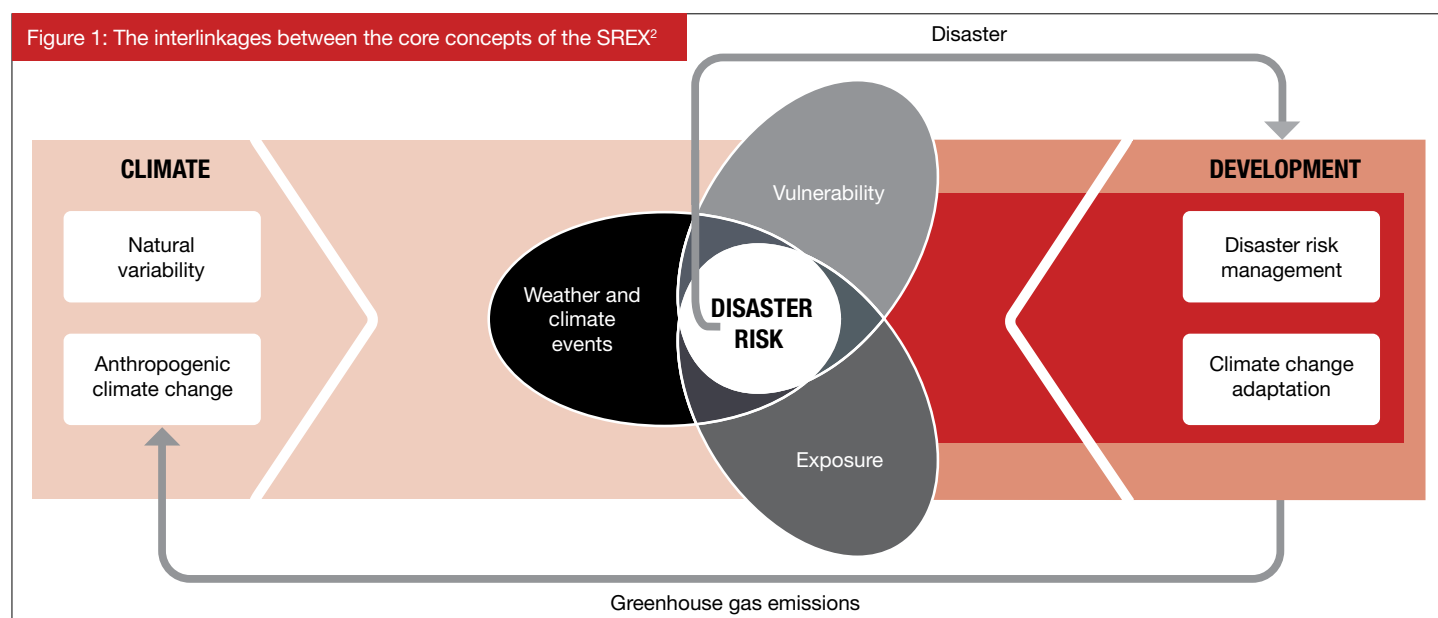 Figure 1: The interlinkages between the core concepts of the SREX²
Disaster
CLIMATE
Natural
variability
Anthropogenic
climate change
Weather and
climate
events
Vulnerability
DISASTER
RISK
Exposure
DEVELOPMENT
Disaster risk
management
Climate change
adaptation
Greenhouse gas emissions